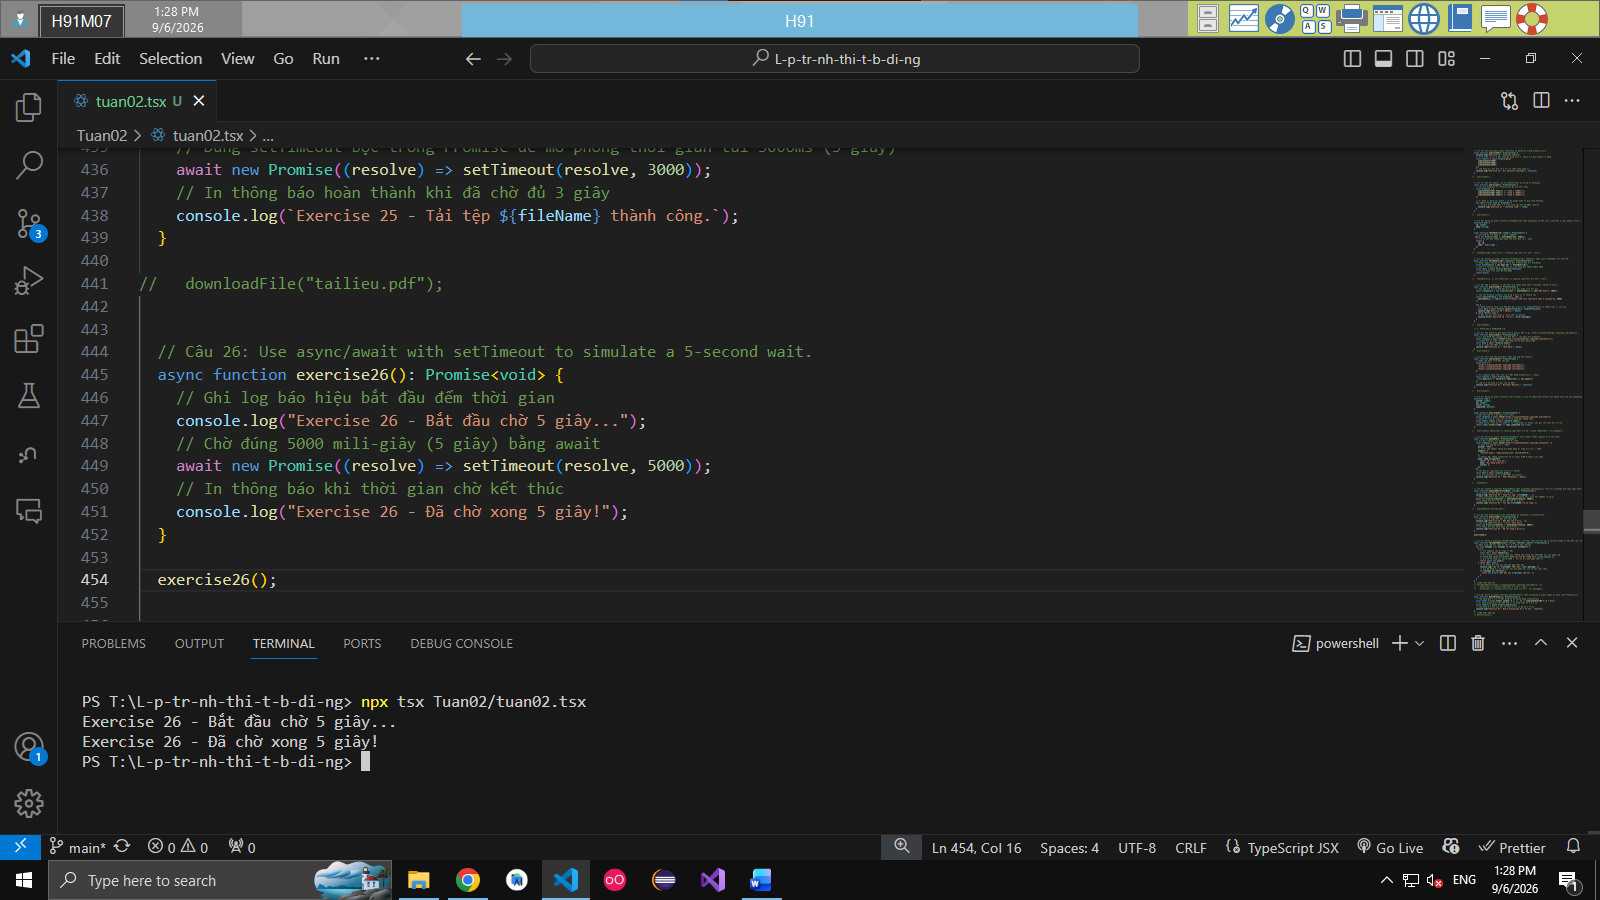 H91M07
1:28 PM
9/6/2026
H91
File Edit Selection View Go Run ...
L-p-tr-nh-thi-t-b-di-ng
tuan02.tsx U
Tuan02 > tuan02.tsx > ...
436 await new Promise((resolve) => setTimeout(resolve, 3000));
437 // In thông báo hoàn thành khi đã chờ đủ 3 giây
438 console.log(`Exercise 25 - Tải tệp ${fileName} thành công.`);
439 }
440
441 // downloadFile("tailieu.pdf");
442
443
444 // Câu 26: Use async/await with setTimeout to simulate a 5-second wait.
445 async function exercise26(): Promise<void> {
446 // Ghi log báo hiệu bắt đầu đếm thời gian
447 console.log("Exercise 26 - Bắt đầu chờ 5 giây...");
448 // Chờ đúng 5000 mili-giây (5 giây) bằng await
449 await new Promise((resolve) => setTimeout(resolve, 5000));
450 // In thông báo khi thời gian chờ kết thúc
451 console.log("Exercise 26 - Đã chờ xong 5 giây!");
452 }
453
454 exercise26();
455
PROBLEMS OUTPUT TERMINAL PORTS DEBUG CONSOLE
powershell
PS T:\L-p-tr-nh-thi-t-b-di-ng> npx tsx Tuan02/tuan02.tsx
Exercise 26 - Bắt đầu chờ 5 giây...
Exercise 26 - Đã chờ xong 5 giây!
PS T:\L-p-tr-nh-thi-t-b-di-ng>
main* 0 0 0
Ln 454, Col 16 Spaces: 4 UTF-8 CRLF TypeScript JSX Go Live Prettier
Type here to search
ENG
1:28 PM
9/6/2026